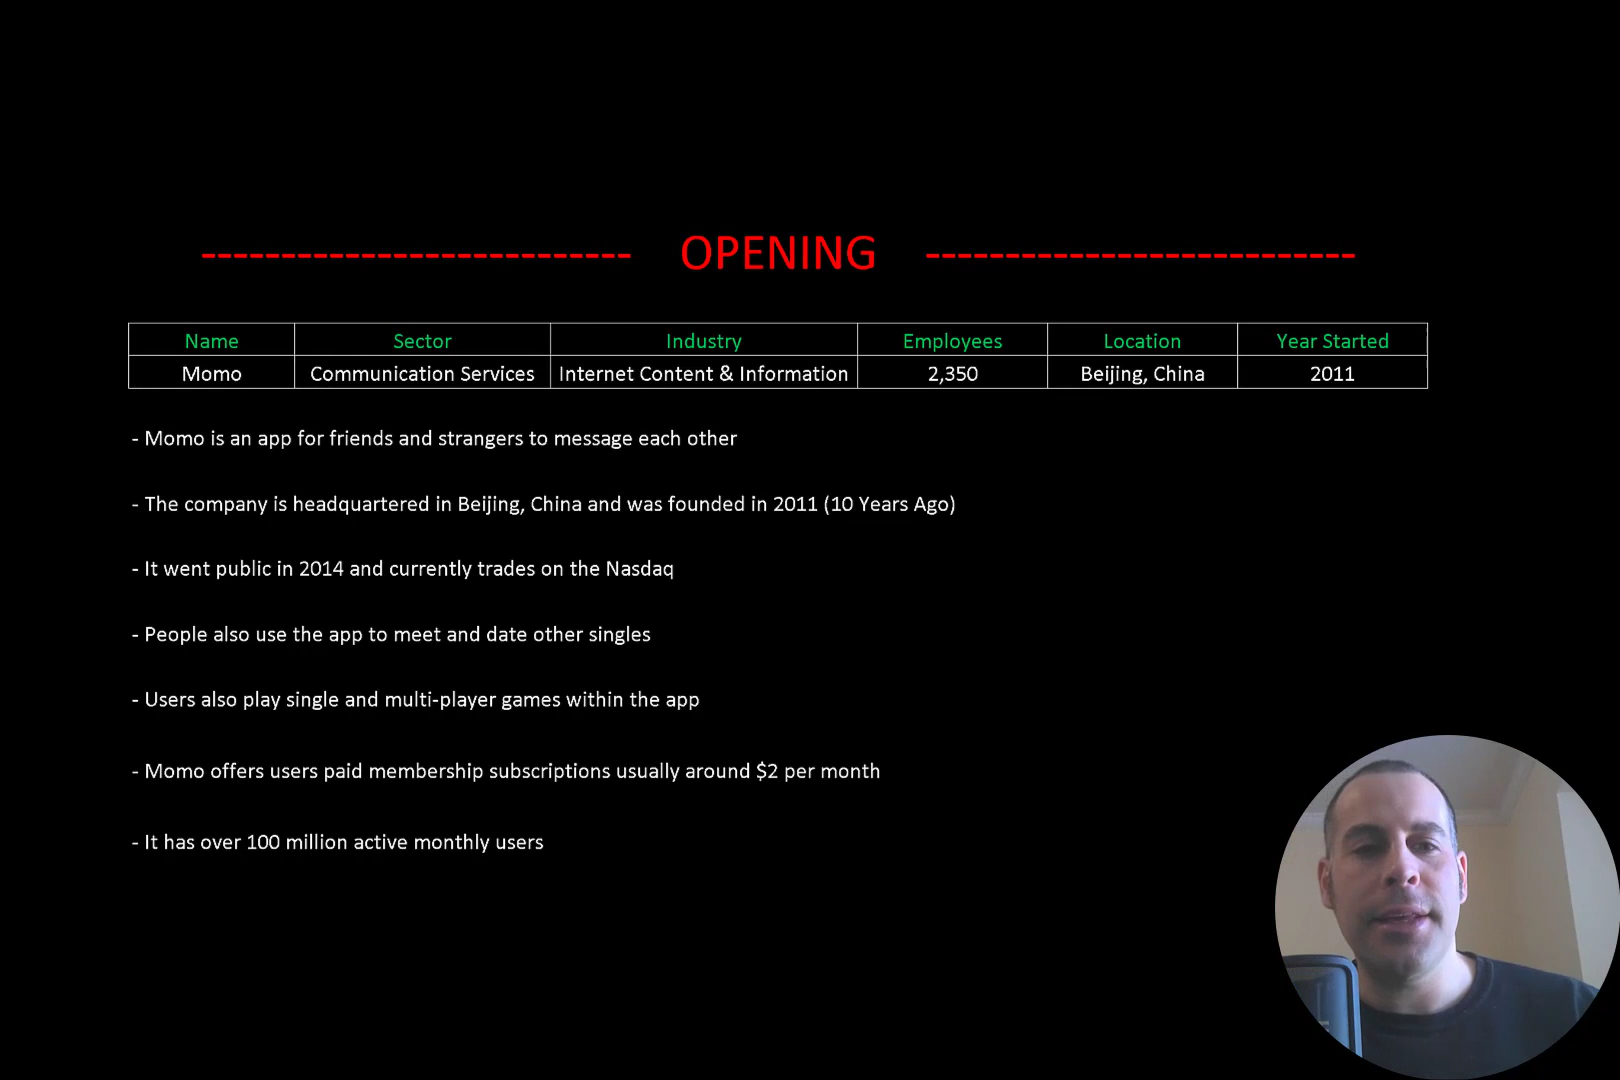 -------------------------- OPENING --------------------------
Name Sector Industry Employees Location Year Started
Momo Communication Services Internet Content & Information 2,350 Beijing, China 2011
- Momo is an app for friends and strangers to message each other
- The company is headquartered in Beijing, China and was founded in 2011 (10 Years Ago)
- It went public in 2014 and currently trades on the Nasdaq
- People also use the app to meet and date other singles
- Users also play single and multi-player games within the app
- Momo offers users paid membership subscriptions usually around $2 per month
- It has over 100 million active monthly users